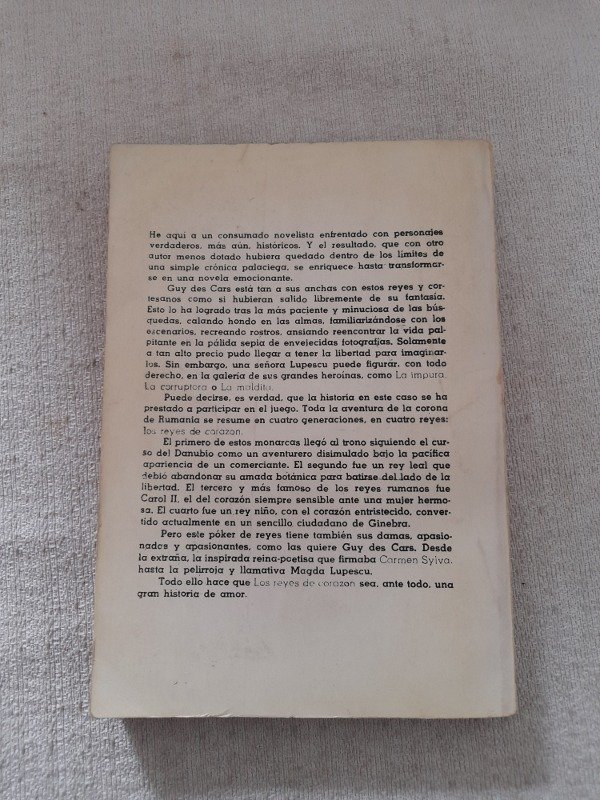 He aquí a un consumado novelista enfrentado con personajes
verdaderos, más aún, históricos. Y el resultado, que con otro
autor menos dotado hubiera quedado dentro de los límites de
una simple crónica palaciega, se enriquece hasta transformar-
se en una novela emocionante.
Guy des Cars está tan a sus anchas con estos reyes y cor-
tesanos como si hubieran salido libremente de su fantasía.
Esto lo ha logrado tras la más paciente y minuciosa de las bús-
quedas, calando hondo en las almas, familiarizándose con los
escenarios, recreando rostros, ansiando reencontrar la vida pal-
pitante en la pálida sepia de envejecidas fotografías. Solamente
a tan alto precio pudo llegar a tener la libertad para imaginar-
los. Sin embargo, una señora Lupescu puede figurar, con todo
derecho, en la galería de sus grandes heroínas, como La impura,
La corruptora o La maldita.
Puede decirse, es verdad, que la historia en este caso se ha
prestado a participar en el juego. Toda la aventura de la corona
de Rumania se resume en cuatro generaciones, en cuatro reyes:
los reyes de corazón.
El primero de estos monarcas llegó al trono siguiendo el cur-
so del Danubio como un aventurero disimulado bajo la pacífica
apariencia de un comerciante. El segundo fue un rey leal que
debió abandonar su amada botánica para batirse del lado de la
libertad. El tercero y más famoso de los reyes rumanos fue
Carol II, el del corazón siempre sensible ante una mujer hermo-
sa. El cuarto fue un rey niño, con el corazón entristecido, conver-
tido actualmente en un sencillo ciudadano de Ginebra.
Pero este póker de reyes tiene también sus damas, apasio-
nadas y apasionantes, como las quiere Guy des Cars. Desde
la extraña, la inspirada reina-poetisa que firmaba Carmen Sylva,
hasta la pelirroja y llamativa Magda Lupescu.
Todo ello hace que Los reyes de corazón sea, ante todo, una
gran historia de amor.